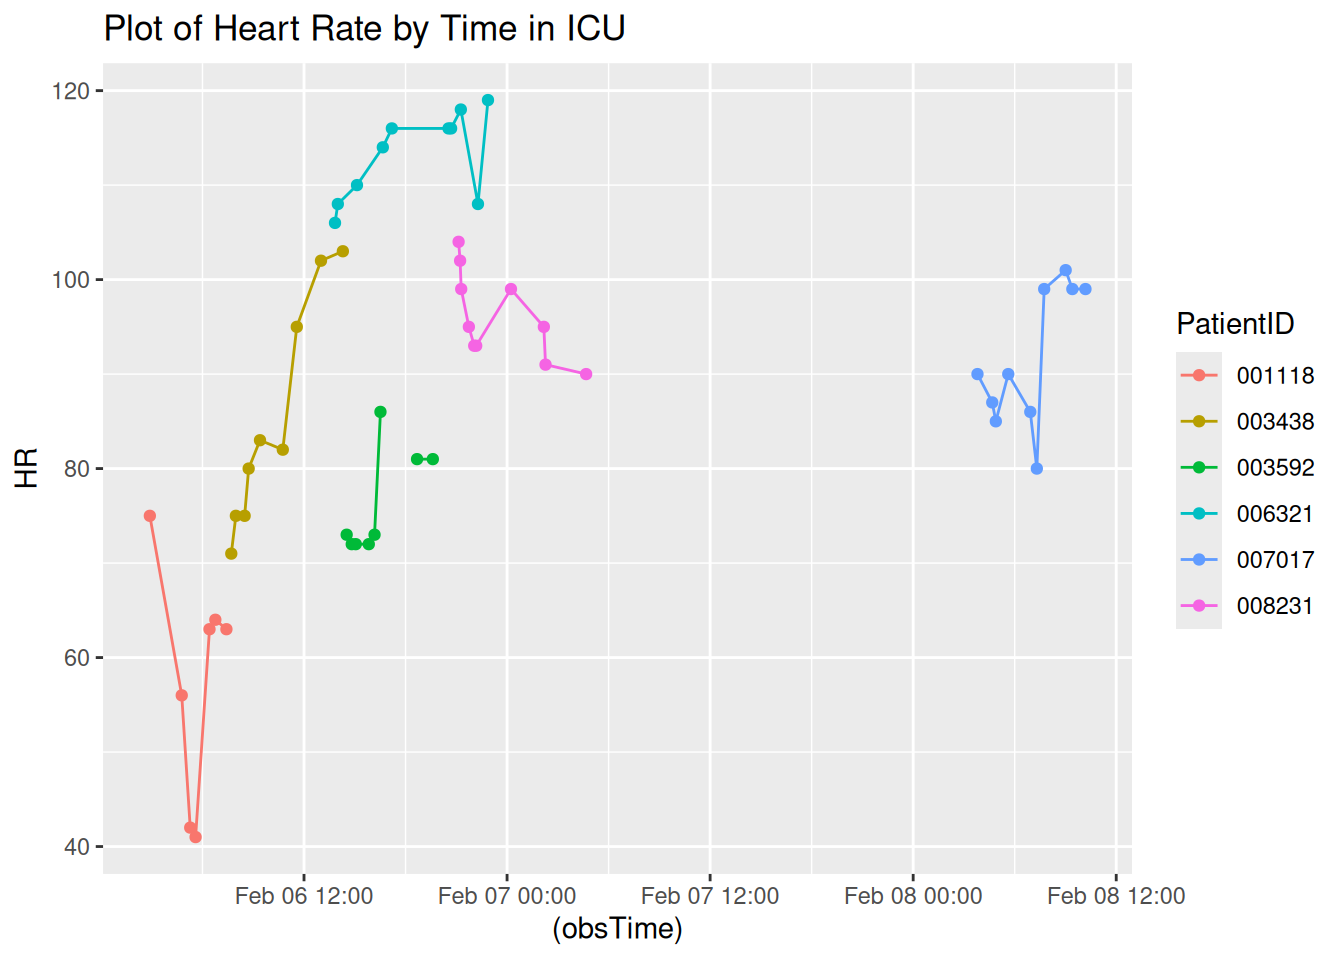 Plot of Heart Rate by Time in ICU
120
100
80
60
40
HR
Feb 06 12:00 Feb 07 00:00 Feb 07 12:00 Feb 08 00:00 Feb 08 12:00
(obsTime)
PatientID
001118
003438
003592
006321
007017
008231